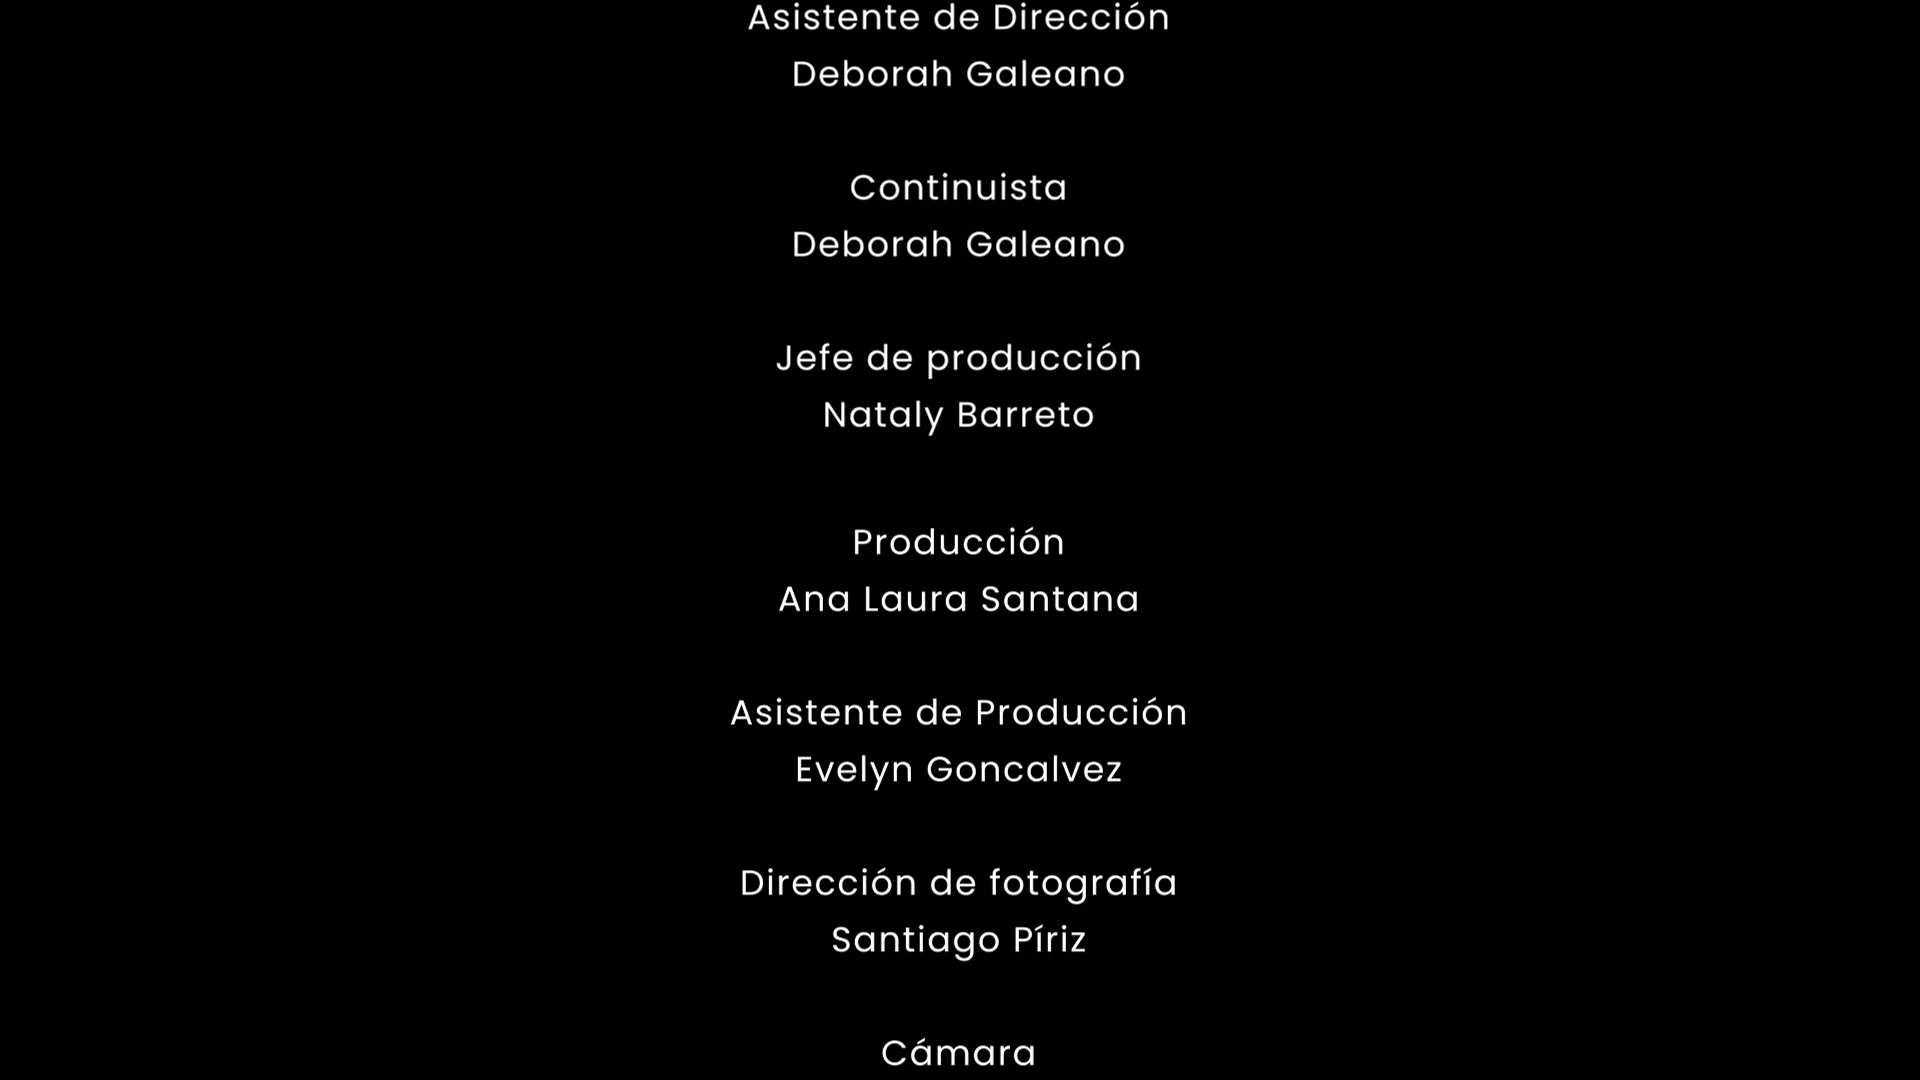 Asistente de Dirección
Deborah Galeano
Continuista
Deborah Galeano
Jefe de producción
Nataly Barreto
Producción
Ana Laura Santana
Asistente de Producción
Evelyn Goncalvez
Dirección de fotografía
Santiago Píriz
Cámara